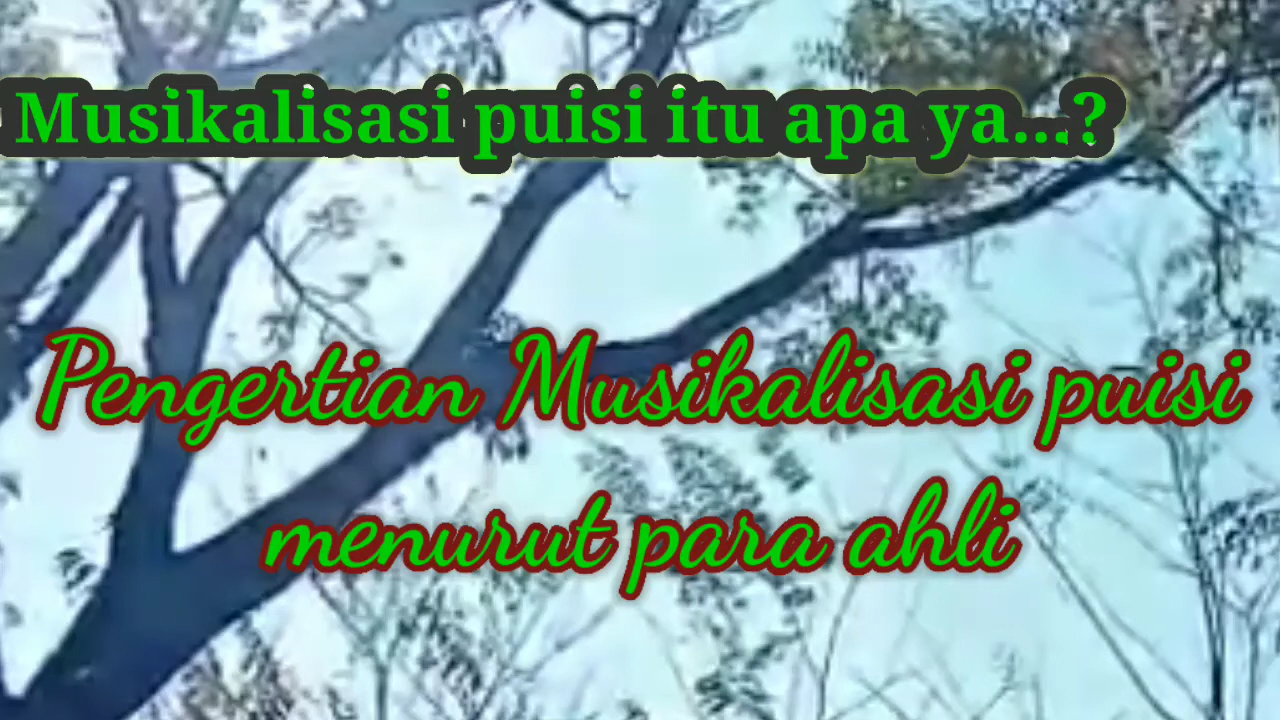 Musikalisasi puisi itu apa ya...?
Pengertian Musikalisasi puisi
menurut para ahli